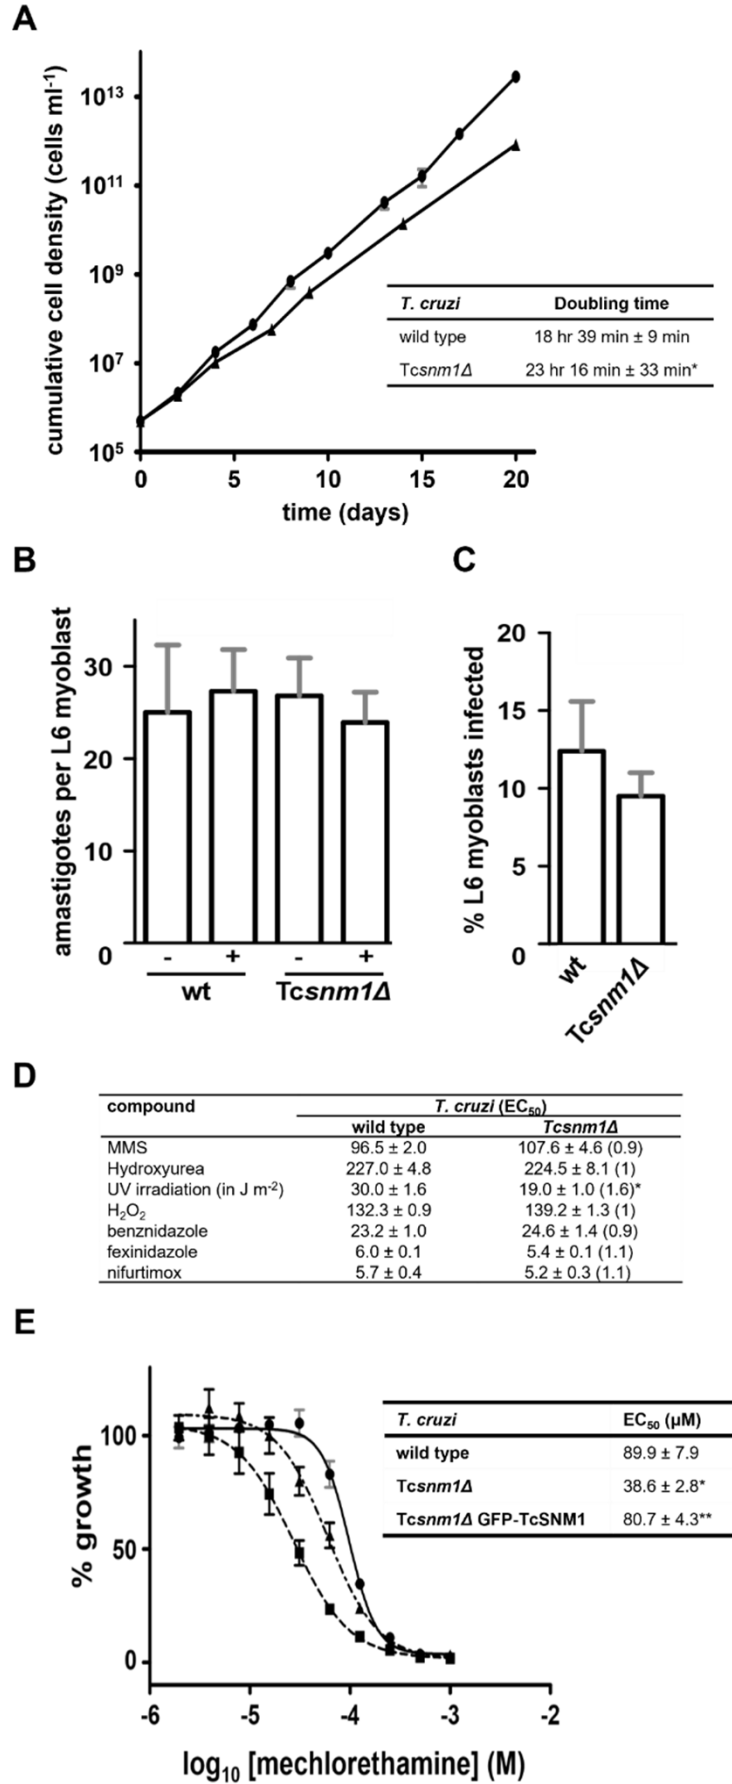 A
cumulative cell density (cells ml-1)
10^13
10^11
10^9
10^7
10^5
0 5 10 15 20
time (days)
T. cruzi Doubling time
wild type 18 hr 39 min ± 9 min
Tcsnm1Δ 23 hr 16 min ± 33 min*
B
amastigotes per L6 myoblast
30
20
10
0
- + - +
wt Tcsnm1Δ
C
% L6 myoblasts infected
20
15
10
5
0
wt
Tcsnm1Δ
D
compound T. cruzi (EC50)
wild type Tcsnm1Δ
MMS 96.5 ± 2.0 107.6 ± 4.6 (0.9)
Hydroxyurea 227.0 ± 4.8 224.5 ± 8.1 (1)
UV irradiation (in J m-2) 30.0 ± 1.6 19.0 ± 1.0 (1.6)*
H2O2 132.3 ± 0.9 139.2 ± 1.3 (1)
benznidazole 23.2 ± 1.0 24.6 ± 1.4 (0.9)
fexinidazole 6.0 ± 0.1 5.4 ± 0.1 (1.1)
nifurtimox 5.7 ± 0.4 5.2 ± 0.3 (1.1)
E
% growth
100
50
0
-6 -5 -4 -3 -2
log10 [mechlorethamine] (M)
T. cruzi EC50 (µM)
wild type 89.9 ± 7.9
Tcsnm1Δ 38.6 ± 2.8*
Tcsnm1Δ GFP-TcSNM1 80.7 ± 4.3**